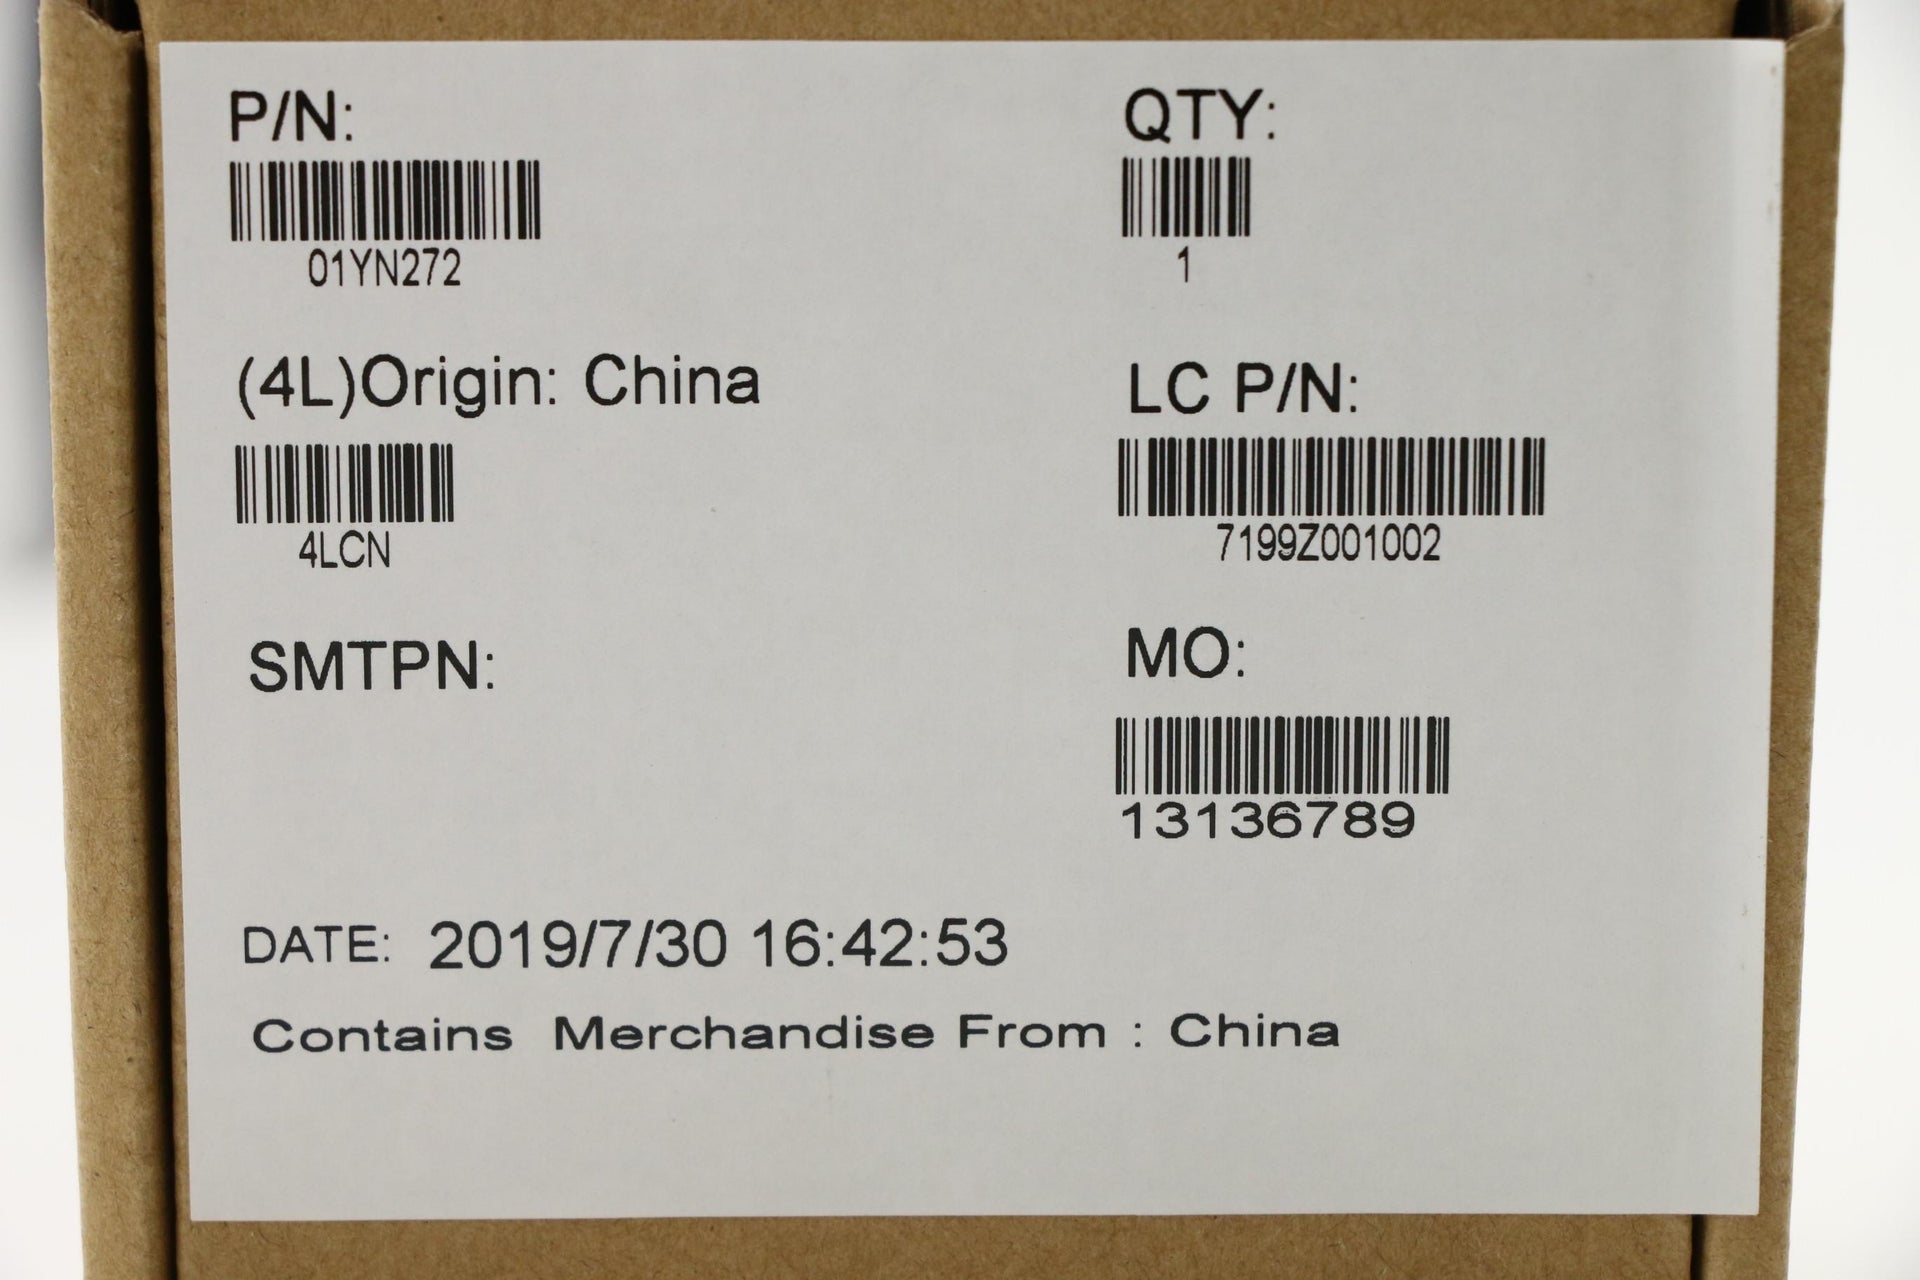 P/N:
QTY:
01YN272
1
(4L)Origin: China
LC P/N:
4LCN
7199Z001002
SMTPN:
MO:
13136789
DATE: 2019/7/30 16:42:53
Contains Merchandise From : China